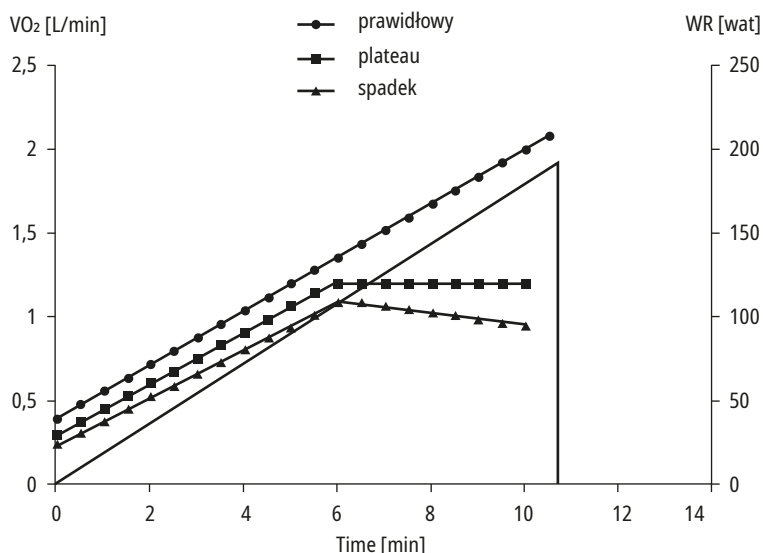 VO₂ [L/min]
prawidłowy
plateau
spadek
WR [wat]
2,5
2
1,5
1
0,5
0
250
200
150
100
50
0
0 2 4 6 8 10 12 14
Time [min]